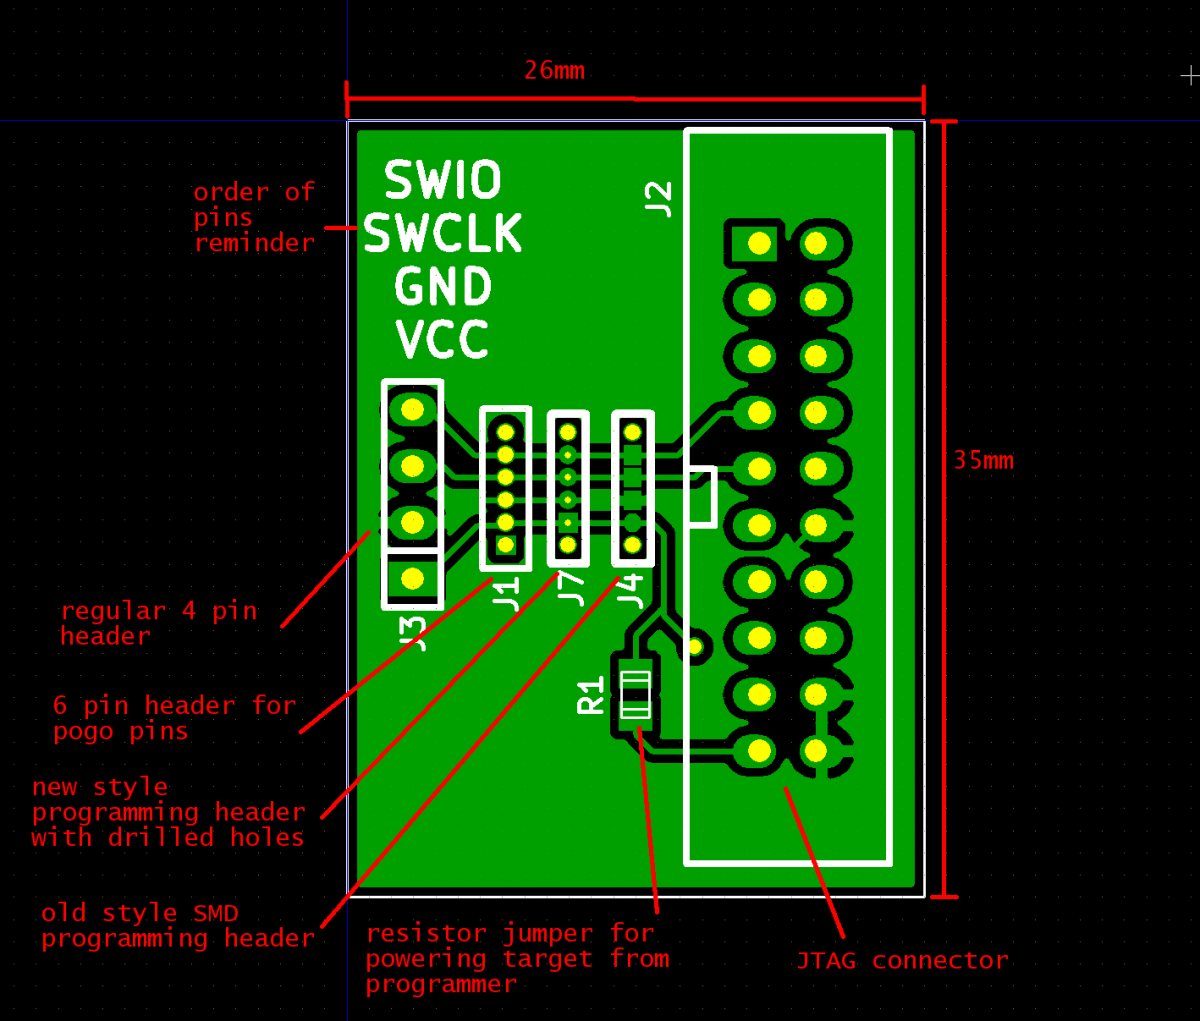 26mm
order of
pins
reminder
SWIO
SWCLK
GND
VCC
J2
35mm
J3
J1
J7
J4
R1
regular 4 pin
header
6 pin header for
pogo pins
new style
programming header
with drilled holes
old style SMD
programming header
resistor jumper for
powering target from
programmer
JTAG connector